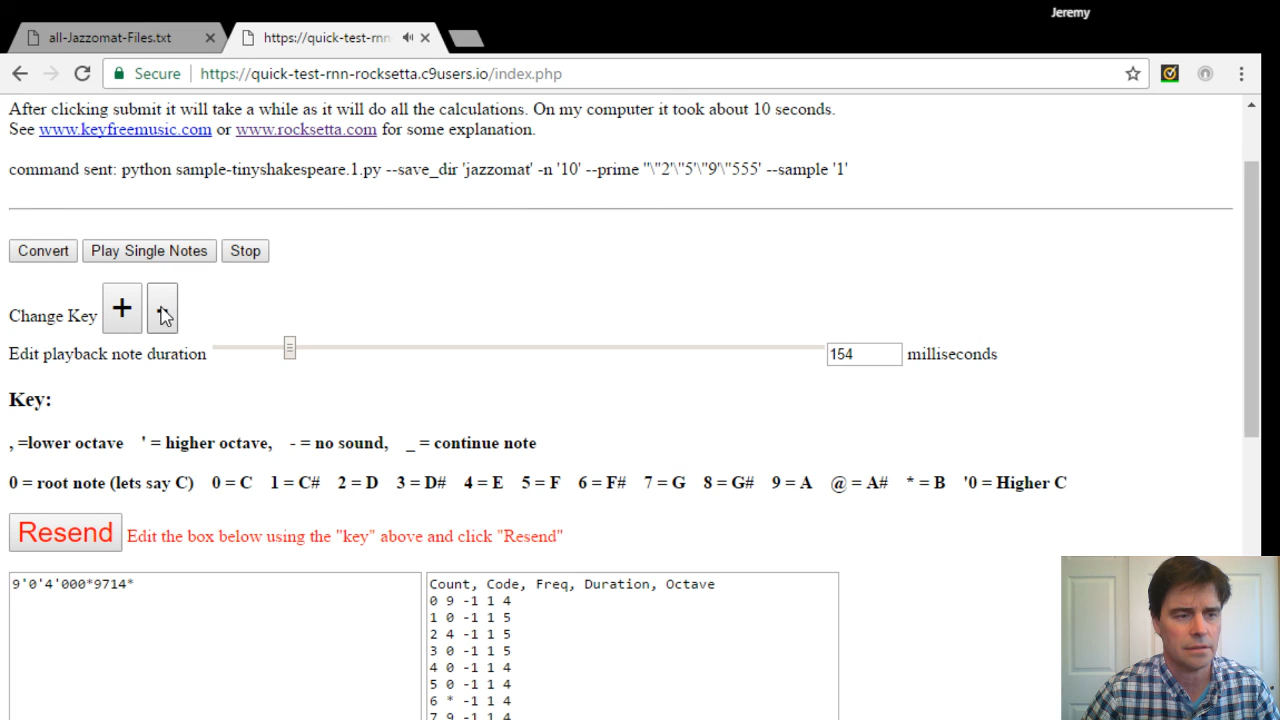 Jeremy
all-Jazzomat-Files.txt
https://quick-test-rnn-
Secure
https://quick-test-rnn-rocksetta.c9users.io/index.php
After clicking submit it will take a while as it will do all the calculations. On my computer it took about 10 seconds.
See www.keyfreemusic.com or www.rocksetta.com for some explanation.
command sent: python sample-tinyshakespeare.1.py --save_dir 'jazzomat' -n '10' --prime "\"2'\"5'\"9'\"555' --sample '1'
Convert Play Single Notes Stop
Change Key + -
Edit playback note duration 154 milliseconds
Key:
, =lower octave ' = higher octave, - = no sound, _ = continue note
0 = root note (lets say C) 0 = C 1 = C# 2 = D 3 = D# 4 = E 5 = F 6 = F# 7 = G 8 = G# 9 = A @ = A# * = B '0 = Higher C
Resend Edit the box below using the "key" above and click "Resend"
9'0'4'000*9714*
Count, Code, Freq, Duration, Octave
0 9 -1 1 4
1 0 -1 1 5
2 4 -1 1 5
3 0 -1 1 5
4 0 -1 1 4
5 0 -1 1 4
6 * -1 1 4
7 9 -1 1 4